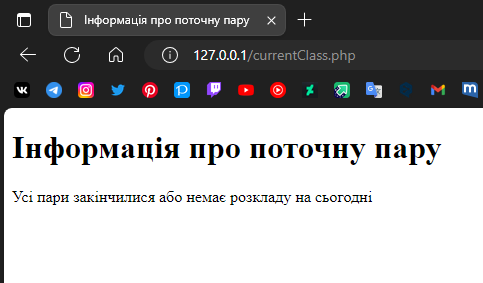 Інформація про поточну пару
127.0.0.1/currentClass.php
Інформація про поточну пару
Усі пари закінчилися або немає розкладу на сьогодні